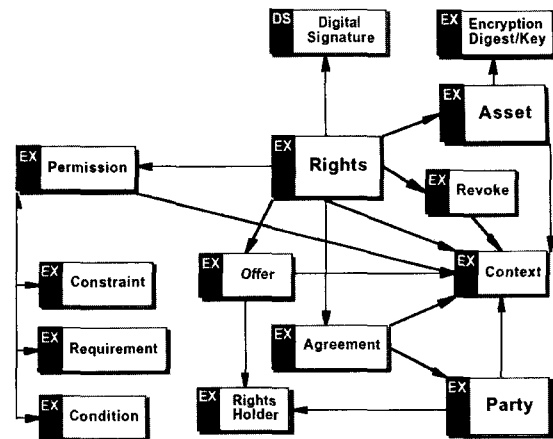 DS
Digital
Signature
EX
Encryption
Digest/Key
EX
Asset
EX
Permission
EX
Rights
EX
Revoke
EX
Offer
EX
Context
EX
Constraint
EX
Requirement
EX
Agreement
EX
Condition
EX
Rights
Holder
EX
Party